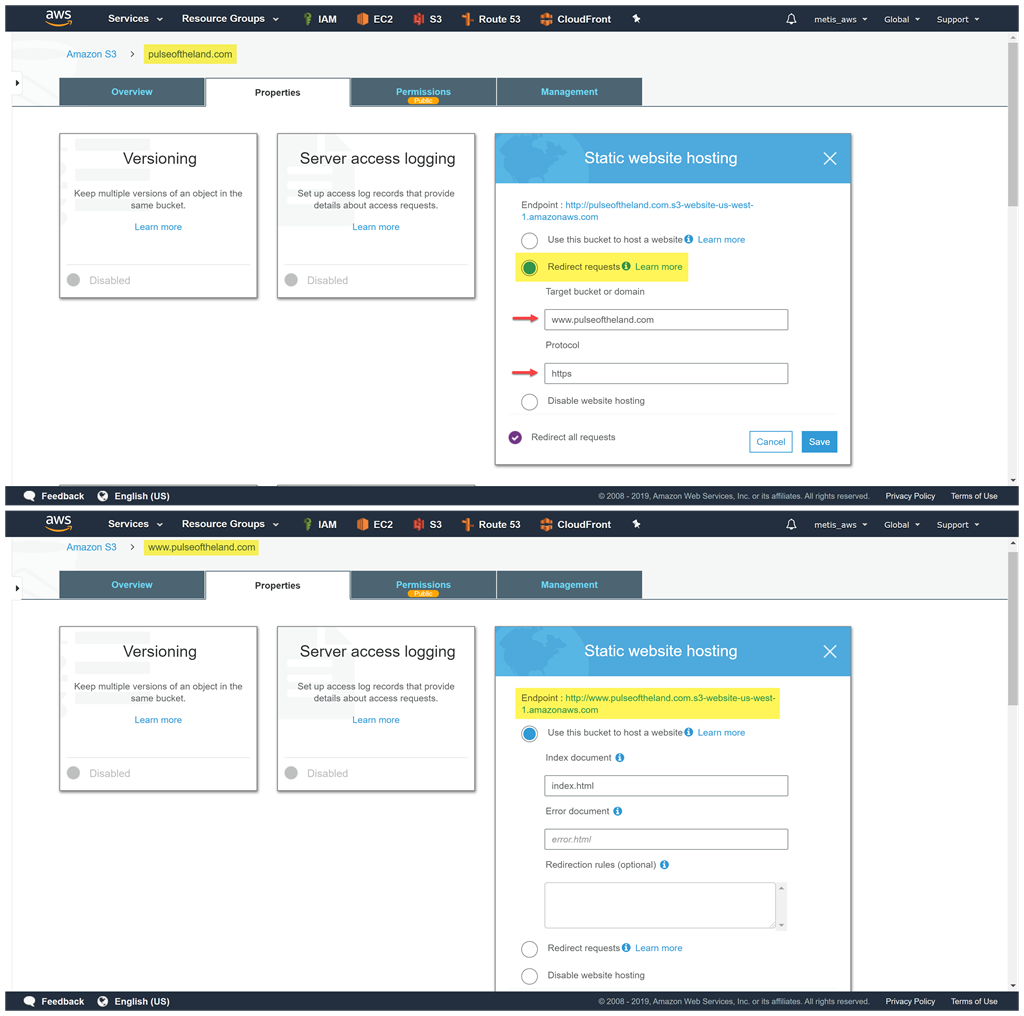 aws Services Resource Groups IAM EC2 S3 Route 53 CloudFront metis_aws Global Support
Amazon S3 > pulseoftheland.com
Overview Properties Permissions Management
Public
Versioning
Keep multiple versions of an object in the
same bucket.
Learn more
Disabled
Server access logging
Set up access log records that provide
details about access requests.
Learn more
Disabled
Static website hosting
Endpoint : http://pulseoftheland.com.s3-website-us-west-
1.amazonaws.com
Use this bucket to host a website Learn more
Redirect requests Learn more
Target bucket or domain
www.pulseoftheland.com
Protocol
https
Disable website hosting
Redirect all requests
Cancel Save
Feedback English (US) © 2008 - 2019, Amazon Web Services, Inc. or its affiliates. All rights reserved. Privacy Policy Terms of Use
aws Services Resource Groups IAM EC2 S3 Route 53 CloudFront metis_aws Global Support
Amazon S3 > www.pulseoftheland.com
Overview Properties Permissions Management
Public
Versioning
Keep multiple versions of an object in the
same bucket.
Learn more
Disabled
Server access logging
Set up access log records that provide
details about access requests.
Learn more
Disabled
Static website hosting
Endpoint : http://www.pulseoftheland.com.s3-website-us-west-
1.amazonaws.com
Use this bucket to host a website Learn more
Index document
index.html
Error document
error.html
Redirection rules (optional)
Redirect requests Learn more
Disable website hosting
Feedback English (US) © 2008 - 2019, Amazon Web Services, Inc. or its affiliates. All rights reserved. Privacy Policy Terms of Use